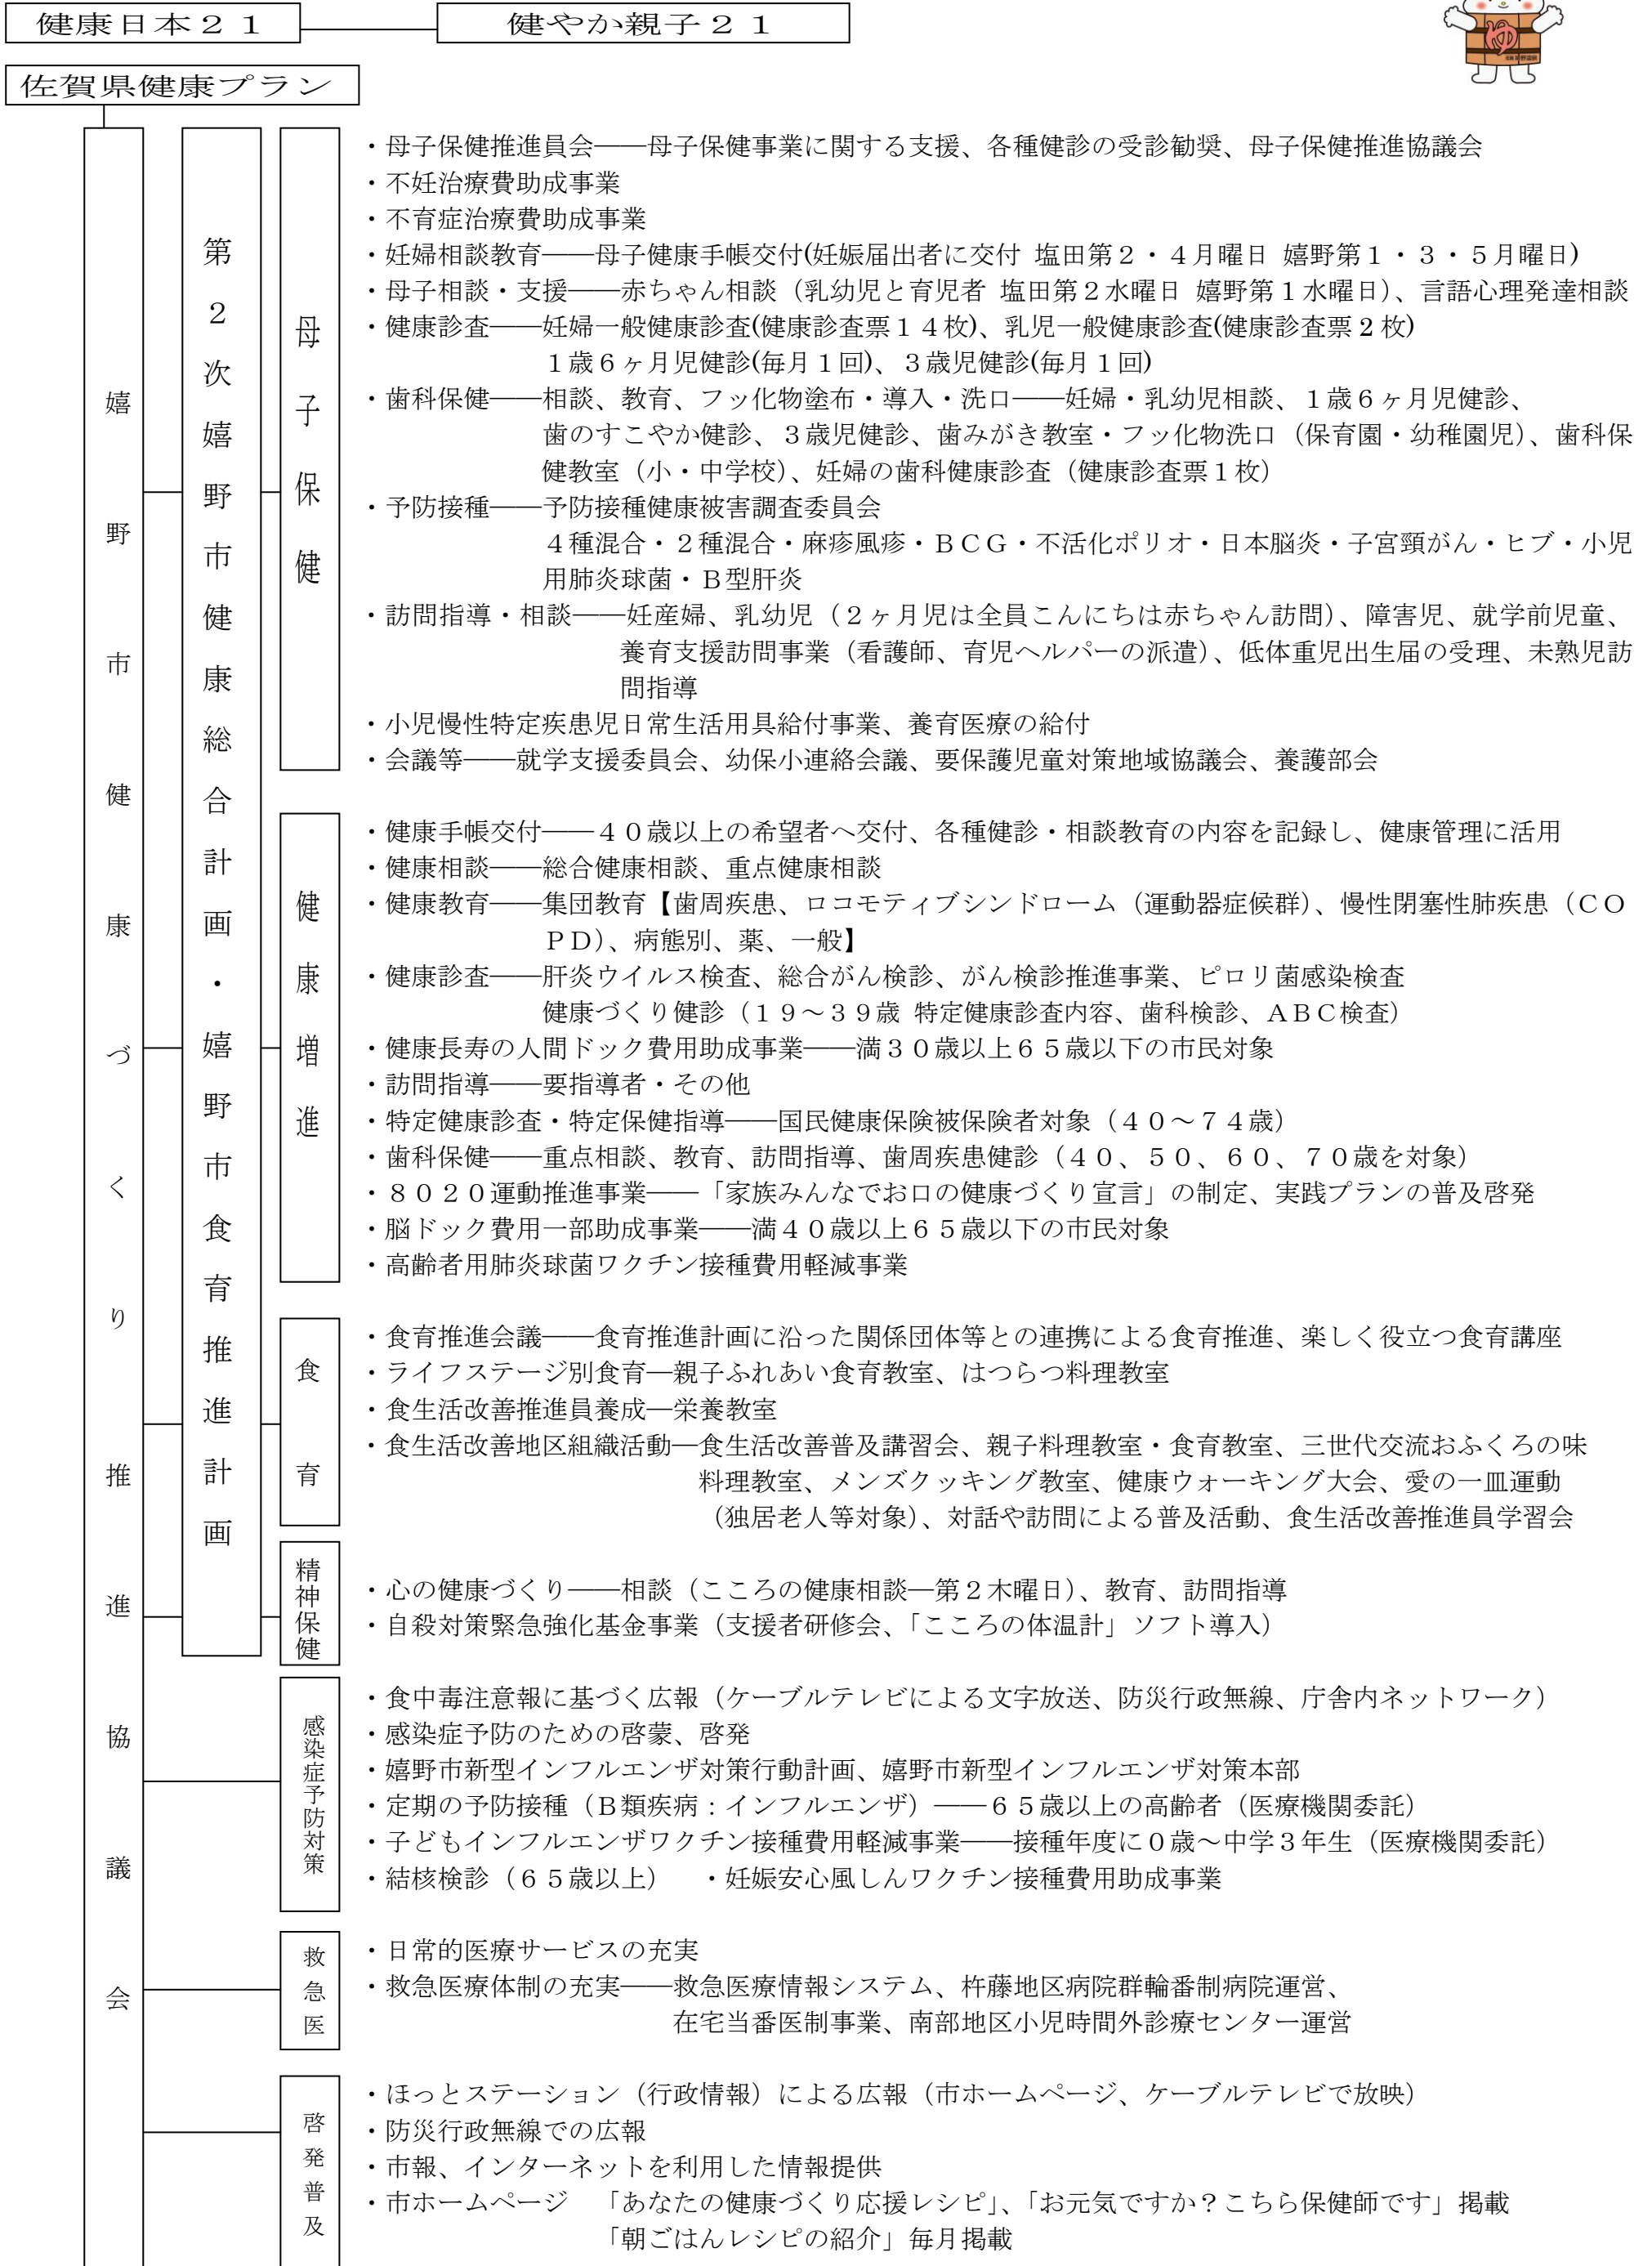 健康日本２１
健やか親子２１
ゆ
佐賀県健康プラン
嬉野市健康づくり推進協議会
第２次嬉野市健康総合計画・嬉野市食育推進計画
母子保健
・母子保健推進員会――母子保健事業に関する支援、各種健診の受診勧奨、母子保健推進協議会
・不妊治療費助成事業
・不育症治療費助成事業
・妊婦相談教育――母子健康手帳交付(妊娠届出者に交付 塩田第２・４月曜日 嬉野第１・３・５月曜日)
・母子相談・支援――赤ちゃん相談（乳幼児と育児者 塩田第２水曜日 嬉野第１水曜日）、言語心理発達相談
・健康診査――妊婦一般健康診査(健康診査票１４枚)、乳児一般健康診査(健康診査票２枚)
１歳６ヶ月児健診(毎月１回)、３歳児健診(毎月１回)
・歯科保健――相談、教育、フッ化物塗布・導入・洗口――妊婦・乳幼児相談、１歳６ヶ月児健診、
歯のすこやか健診、３歳児健診、歯みがき教室・フッ化物洗口（保育園・幼稚園児）、歯科保
健教室（小・中学校）、妊婦の歯科健康診査（健康診査票１枚）
・予防接種――予防接種健康被害調査委員会
４種混合・２種混合・麻疹風疹・ＢＣＧ・不活化ポリオ・日本脳炎・子宮頸がん・ヒブ・小児
用肺炎球菌・Ｂ型肝炎
・訪問指導・相談――妊産婦、乳幼児（２ヶ月児は全員こんにちは赤ちゃん訪問）、障害児、就学前児童、
養育支援訪問事業（看護師、育児ヘルパーの派遣）、低体重児出生届の受理、未熟児訪
問指導
・小児慢性特定疾患児日常生活用具給付事業、養育医療の給付
・会議等――就学支援委員会、幼保小連絡会議、要保護児童対策地域協議会、養護部会
健康増進
・健康手帳交付――４０歳以上の希望者へ交付、各種健診・相談教育の内容を記録し、健康管理に活用
・健康相談――総合健康相談、重点健康相談
・健康教育――集団教育【歯周疾患、ロコモティブシンドローム（運動器症候群）、慢性閉塞性肺疾患（ＣＯ
ＰＤ）、病態別、薬、一般】
・健康診査――肝炎ウイルス検査、総合がん検診、がん検診推進事業、ピロリ菌感染検査
健康づくり健診（１９～３９歳 特定健康診査内容、歯科検診、ＡＢＣ検査）
・健康長寿の人間ドック費用助成事業――満３０歳以上６５歳以下の市民対象
・訪問指導――要指導者・その他
・特定健康診査・特定保健指導――国民健康保険被保険者対象（４０～７４歳）
・歯科保健――重点相談、教育、訪問指導、歯周疾患健診（４０、５０、６０、７０歳を対象）
・８０２０運動推進事業――「家族みんなでお口の健康づくり宣言」の制定、実践プランの普及啓発
・脳ドック費用一部助成事業――満４０歳以上６５歳以下の市民対象
・高齢者用肺炎球菌ワクチン接種費用軽減事業
食育
・食育推進会議――食育推進計画に沿った関係団体等との連携による食育推進、楽しく役立つ食育講座
・ライフステージ別食育―親子ふれあい食育教室、はつらつ料理教室
・食生活改善推進員養成―栄養教室
・食生活改善地区組織活動―食生活改善普及講習会、親子料理教室・食育教室、三世代交流おふくろの味
料理教室、メンズクッキング教室、健康ウォーキング大会、愛の一皿運動
（独居老人等対象）、対話や訪問による普及活動、食生活改善推進員学習会
精神保健
・心の健康づくり――相談（こころの健康相談―第２木曜日）、教育、訪問指導
・自殺対策緊急強化基金事業（支援者研修会、「こころの体温計」ソフト導入）
感染症予防対策
・食中毒注意報に基づく広報（ケーブルテレビによる文字放送、防災行政無線、庁舎内ネットワーク）
・感染症予防のための啓蒙、啓発
・嬉野市新型インフルエンザ対策行動計画、嬉野市新型インフルエンザ対策本部
・定期の予防接種（Ｂ類疾病：インフルエンザ）――６５歳以上の高齢者（医療機関委託）
・子どもインフルエンザワクチン接種費用軽減事業――接種年度に０歳～中学３年生（医療機関委託）
・結核検診（６５歳以上）　・妊娠安心風しんワクチン接種費用助成事業
救急医
・日常的医療サービスの充実
・救急医療体制の充実――救急医療情報システム、杵藤地区病院群輪番制病院運営、
在宅当番医制事業、南部地区小児時間外診療センター運営
啓発普及
・ほっとステーション（行政情報）による広報（市ホームページ、ケーブルテレビで放映）
・防災行政無線での広報
・市報、インターネットを利用した情報提供
・市ホームページ　「あなたの健康づくり応援レシピ」、「お元気ですか？こちら保健師です」掲載
「朝ごはんレシピの紹介」毎月掲載